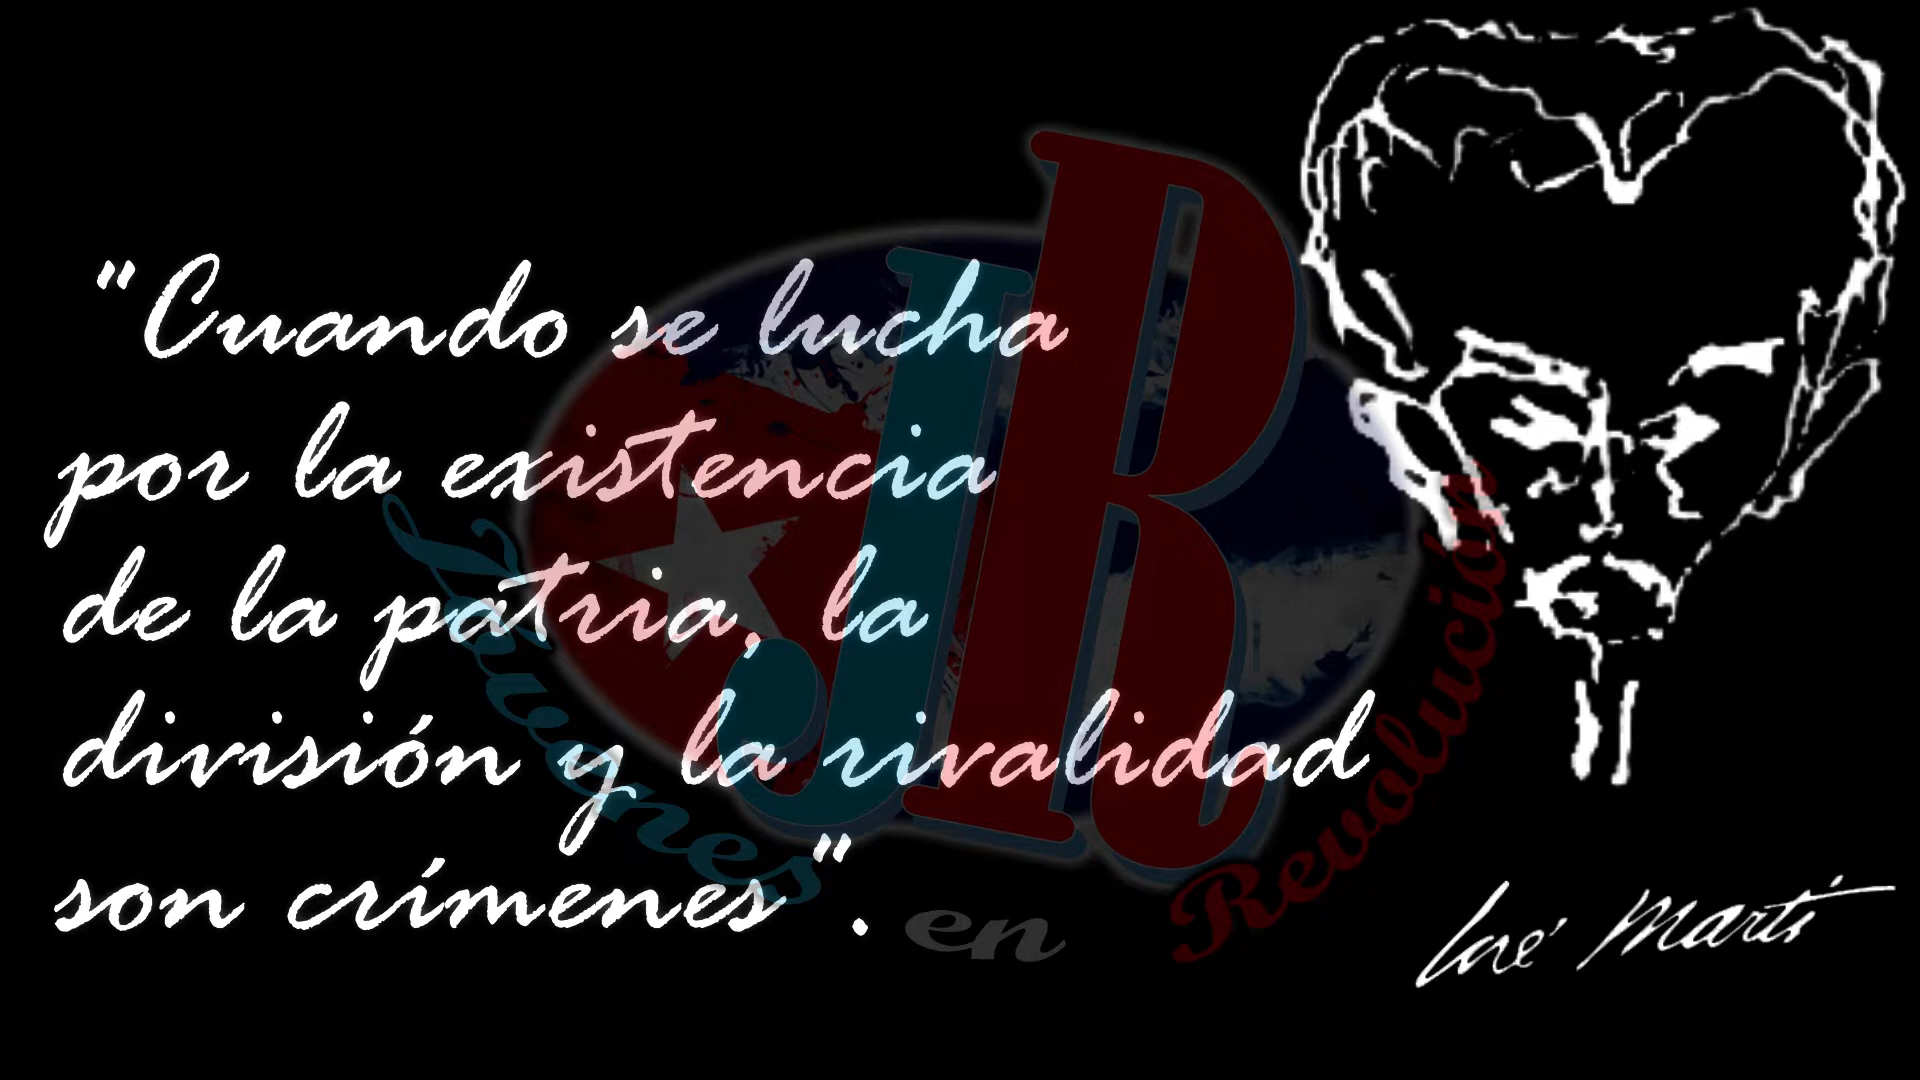 "Cuando se lucha
por la existencia
de la patria, la
división y la rivalidad
son crímenes".
José Martí
JR
Jóvenes en Revolución